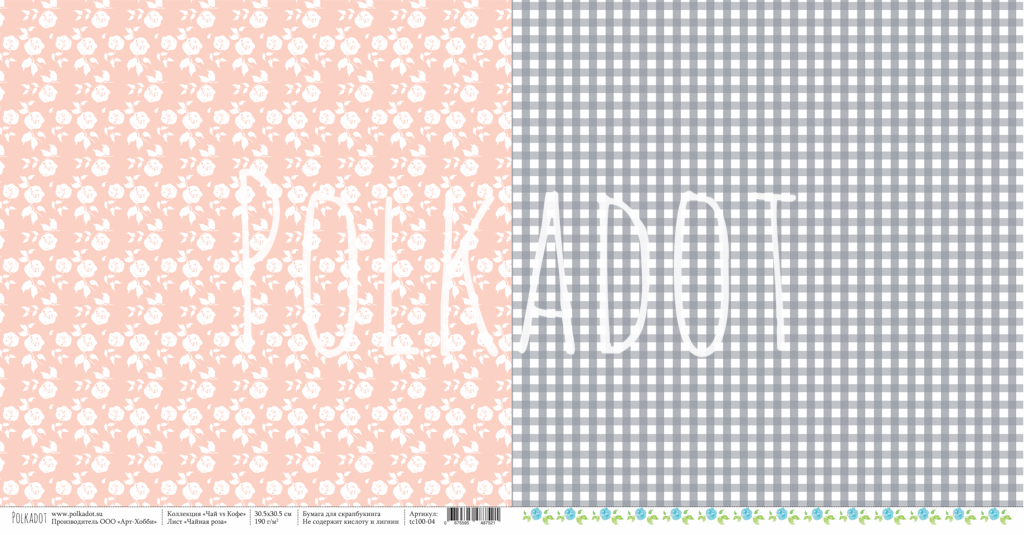 POLKADOT
POLKADOT
www.polkadot.su
Производитель ООО «Арт-Хобби»
Коллекция «Чай vs Кофе»
Лист «Чайная роза»
30.5x30.5 см
190 г/м²
Бумага для скрапбукинга
Не содержит кислоту и лигнин
Артикул:
tc100-04